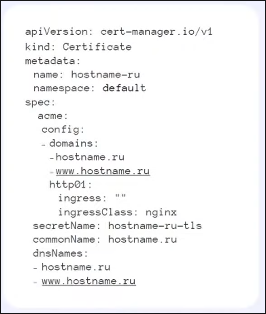 apiVersion: cert-manager.io/v1
kind: Certificate
metadata:
  name: hostname-ru
  namespace: default
spec:
   acme:
    config:
    - domains:
      -hostname.ru
      -www.hostname.ru
      http01:
        ingress: ""
        ingressClass: nginx
  secretName: hostname-ru-tls
  commonName: hostname.ru
  dnsNames:
  - hostname.ru
  - www.hostname.ru